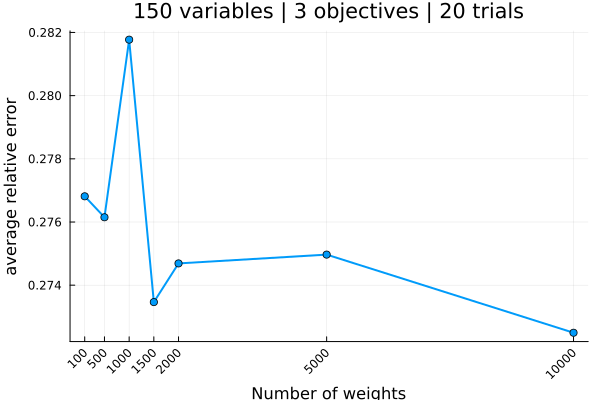 150 variables | 3 objectives | 20 trials
average relative error
0.282
0.280
0.278
0.276
0.274
100 500 1000 1500 2000 5000 10000
Number of weights